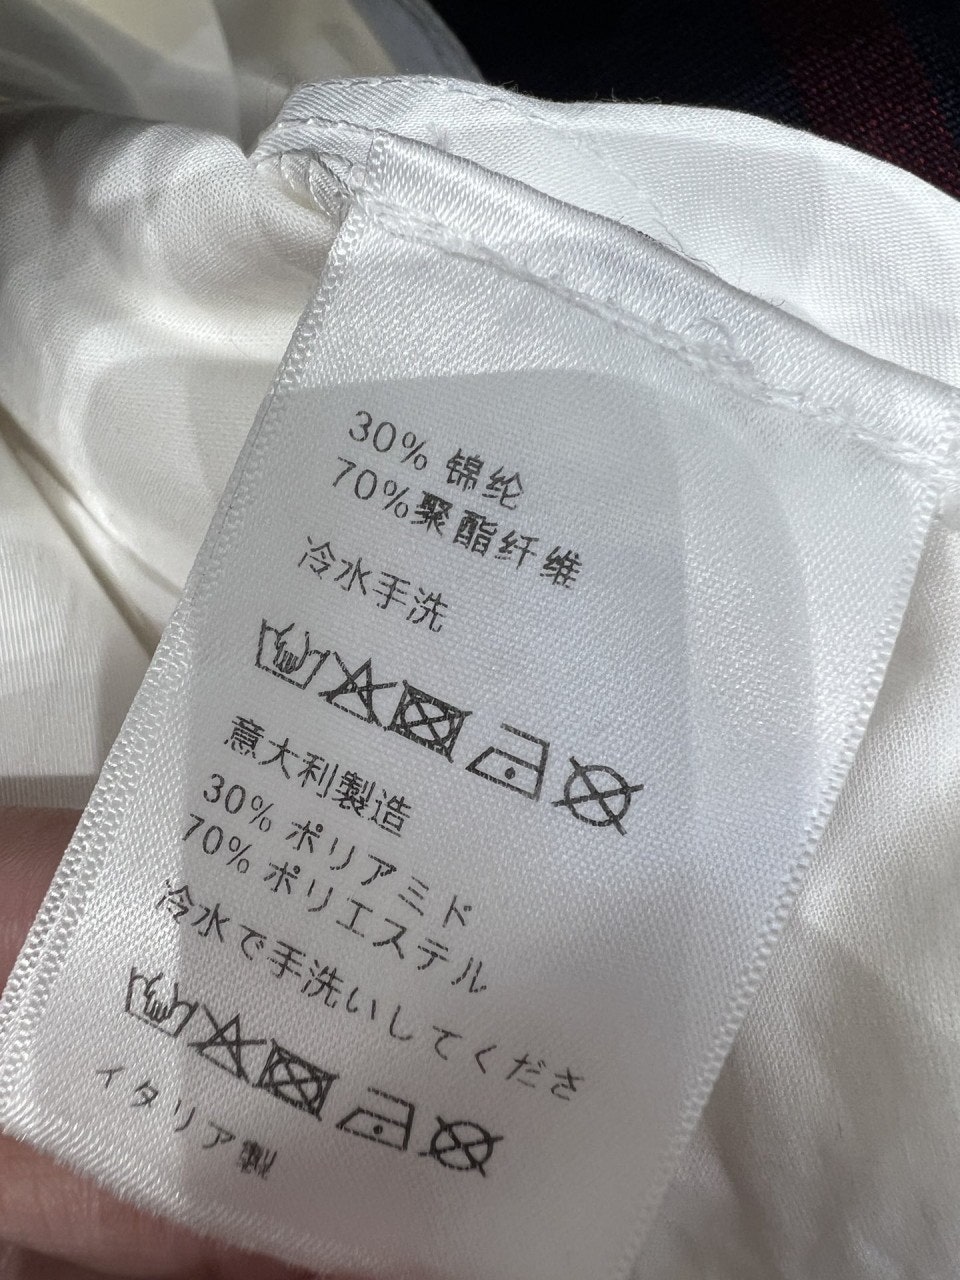 30% 锦纶
70%聚酯纤维
冷水手洗
意大利製造
30% ポリアミド
70% ポリエステル
冷水で手洗いしてくださ
イタリア製